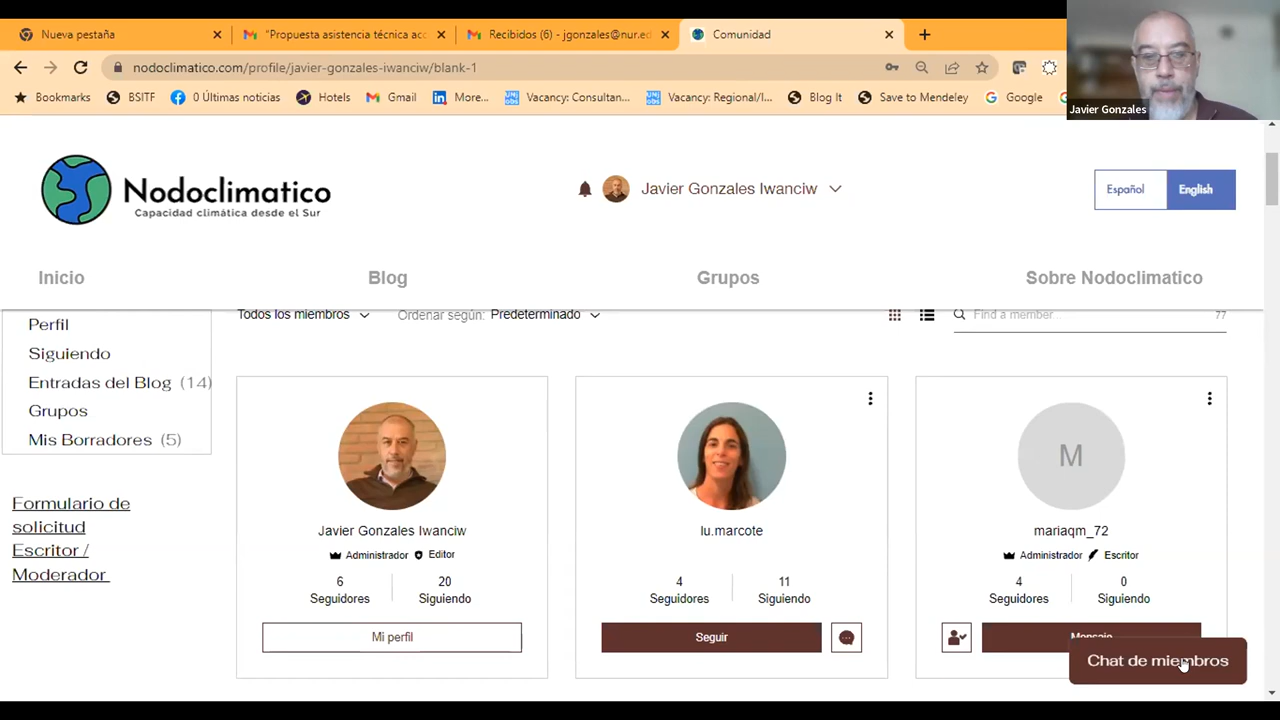 Nueva pestaña
"Propuesta asistencia técnica acc
Recibidos (6) - jgonzales@nur.ed
Comunidad
nodoclimatico.com/profile/javier-gonzales-iwanciw/blank-1
Bookmarks
BSITF
0 Últimas noticias
Hotels
Gmail
More...
Vacancy: Consultan...
Vacancy: Regional/I...
Blog It
Save to Mendeley
Google
Javier Gonzales
Nodoclimatico
Capacidad climática desde el Sur
Javier Gonzales Iwanciw
Español
English
Inicio
Blog
Grupos
Sobre Nodoclimatico
Perfil
Siguiendo
Entradas del Blog (14)
Grupos
Mis Borradores (5)
Formulario de
solicitud
Escritor /
Moderador
Todos los miembros
Ordenar según: Predeterminado
Find a member...
77
Javier Gonzales Iwanciw
Administrador Editor
6 20
Seguidores Siguiendo
Mi perfil
lu.marcote
4 11
Seguidores Siguiendo
Seguir
M
mariaqm_72
Administrador Escritor
4 0
Seguidores Siguiendo
Mensaje
Chat de miembros